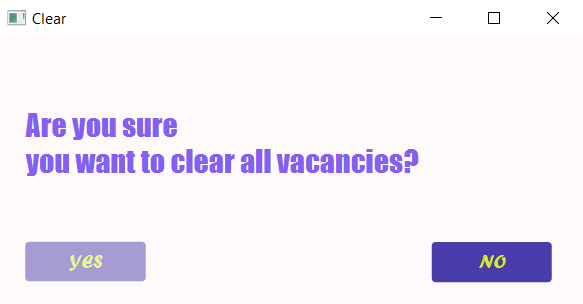 Clear
Are you sure
you want to clear all vacancies?
YES
NO